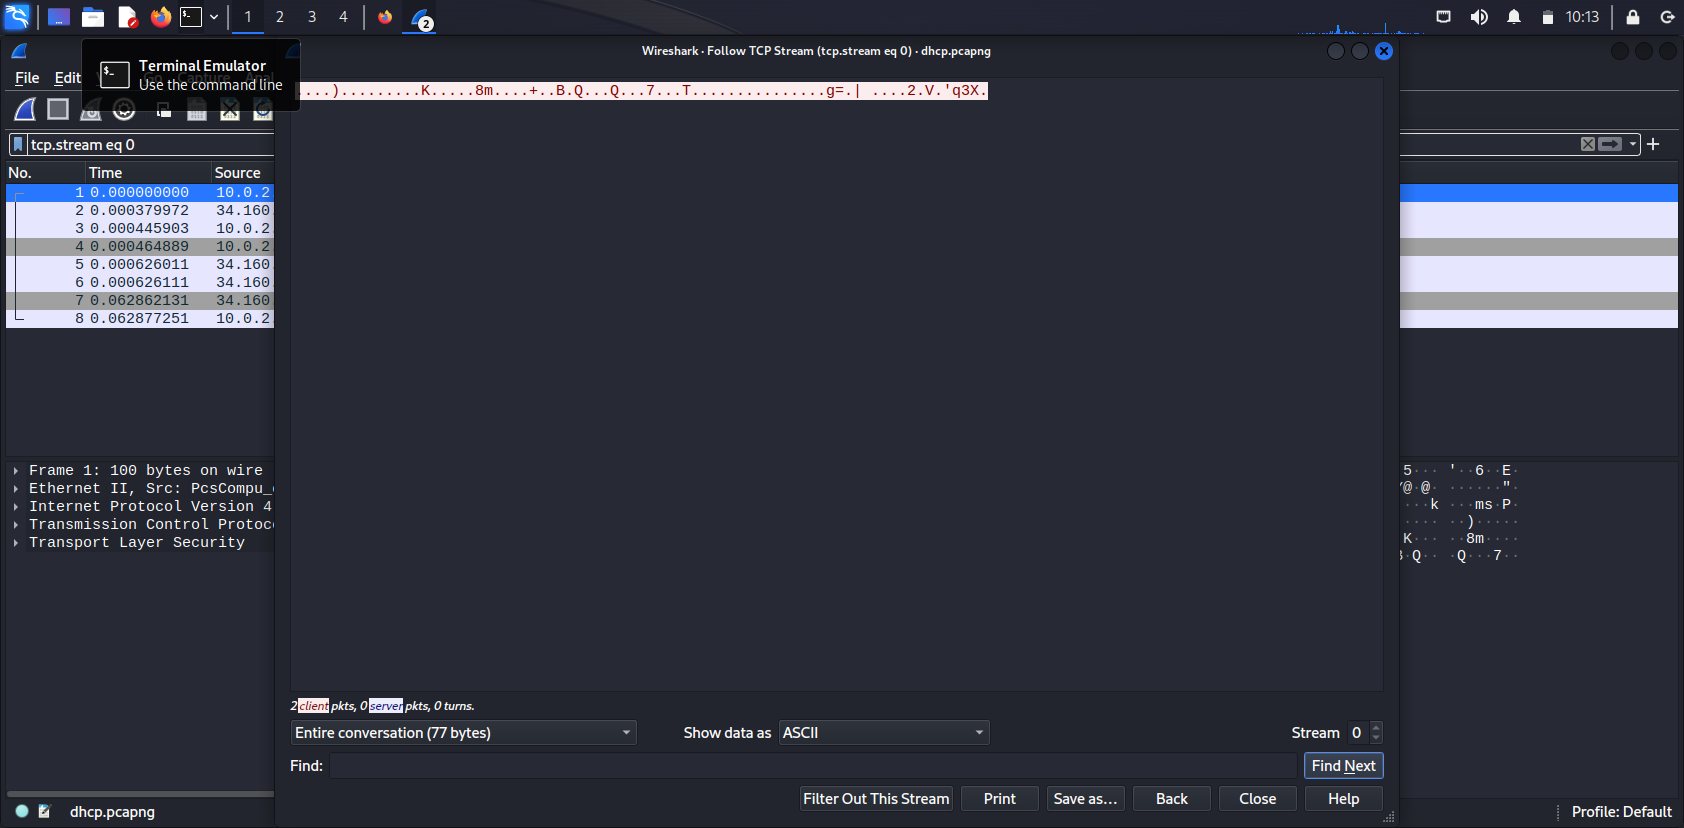 1 2 3 4 2 10:13
Wireshark · Follow TCP Stream (tcp.stream eq 0) · dhcp.pcapng
Terminal Emulator
Use the command line
File Edit Go Capture Anal
....).........K.....8m....+..B.Q...Q...7...T...............g=.| ....2.V.'q3X.
tcp.stream eq 0
No. Time Source
1 0.000000000 10.0.2
2 0.000379972 34.160
3 0.000445903 10.0.2
4 0.000464889 10.0.2
5 0.000626011 34.160
6 0.000626111 34.160
7 0.062862131 34.160
8 0.062877251 10.0.2
Frame 1: 100 bytes on wire
Ethernet II, Src: PcsCompu_
Internet Protocol Version 4
Transmission Control Protoc
Transport Layer Security
5··· '··6··E·
@·@· ······"·
···k ···ms·P·
···· ··)·····
K··· ··8m····
·Q·· ·Q···7··
2 client pkts, 0 server pkts, 0 turns.
Entire conversation (77 bytes) Show data as ASCII Stream 0
Find: Find Next
Filter Out This Stream Print Save as... Back Close Help
dhcp.pcapng Profile: Default